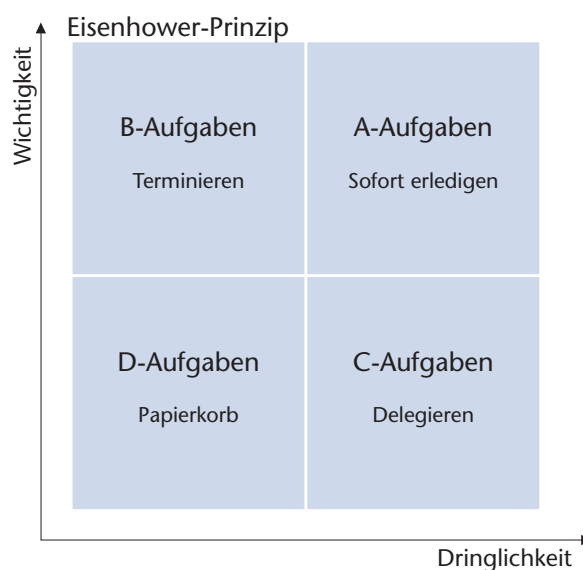 Eisenhower-Prinzip
Wichtigkeit
B-Aufgaben
Terminieren
A-Aufgaben
Sofort erledigen
D-Aufgaben
Papierkorb
C-Aufgaben
Delegieren
Dringlichkeit